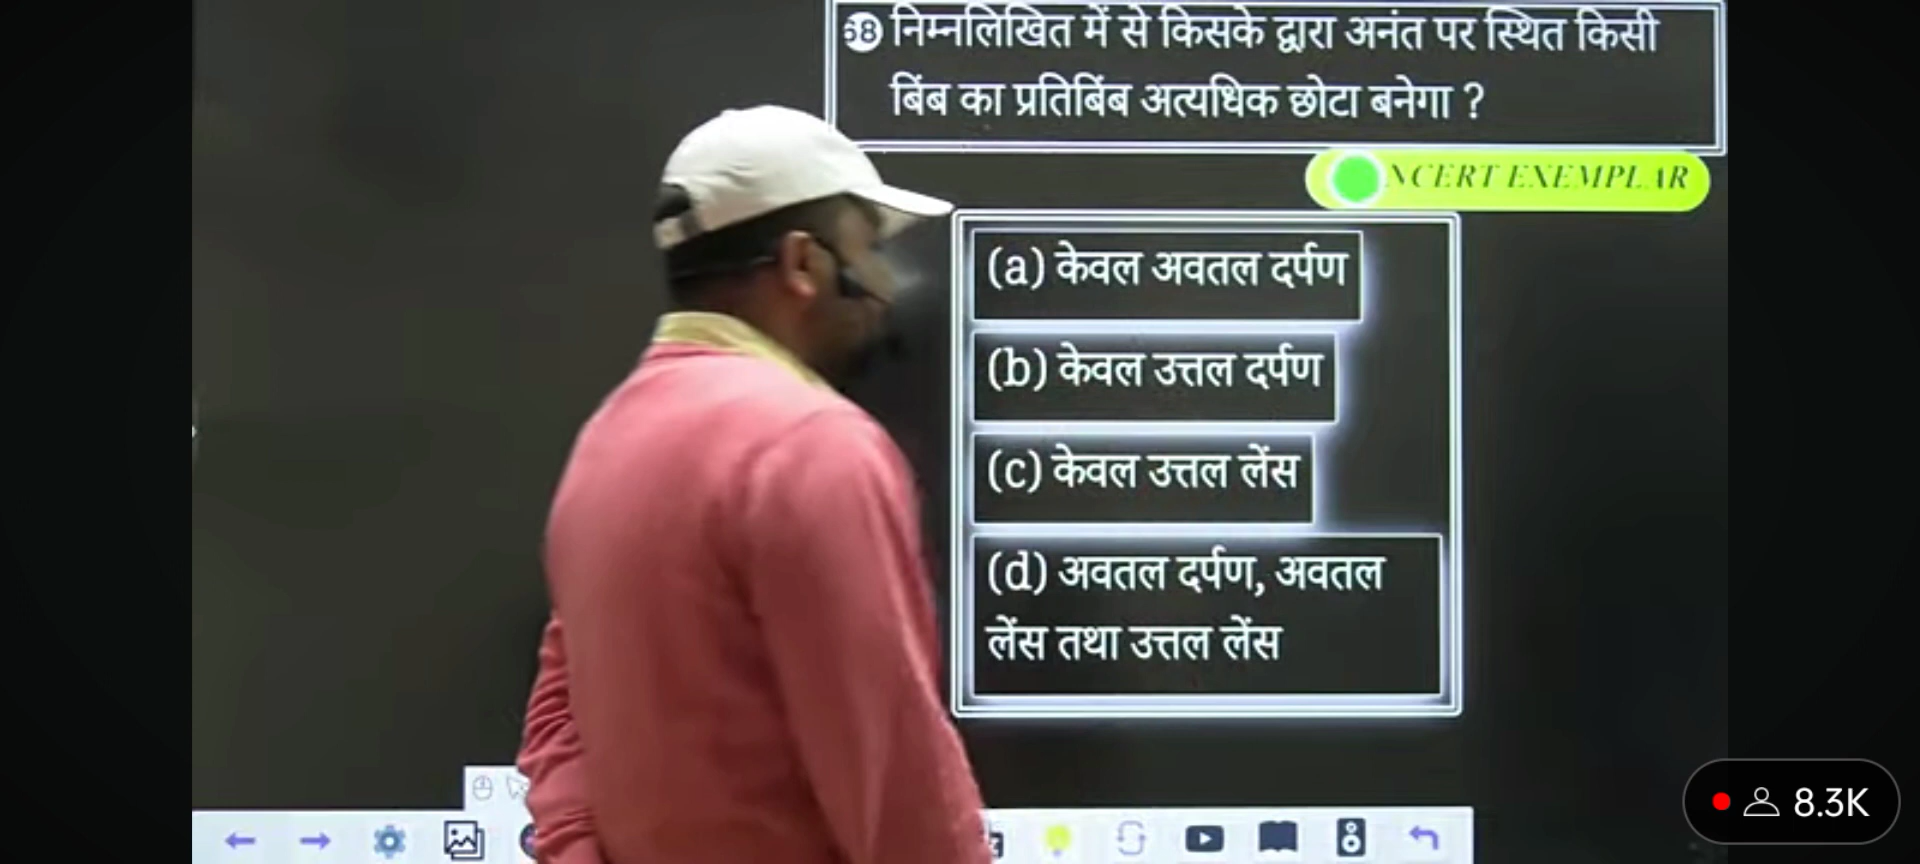 68 निम्नलिखित में से किसके द्वारा अनंत पर स्थित किसी
बिंब का प्रतिबिंब अत्यधिक छोटा बनेगा ?
NCERT EXEMPLAR
(a) केवल अवतल दर्पण
(b) केवल उत्तल दर्पण
(c) केवल उत्तल लेंस
(d) अवतल दर्पण, अवतल
लेंस तथा उत्तल लेंस
8.3K